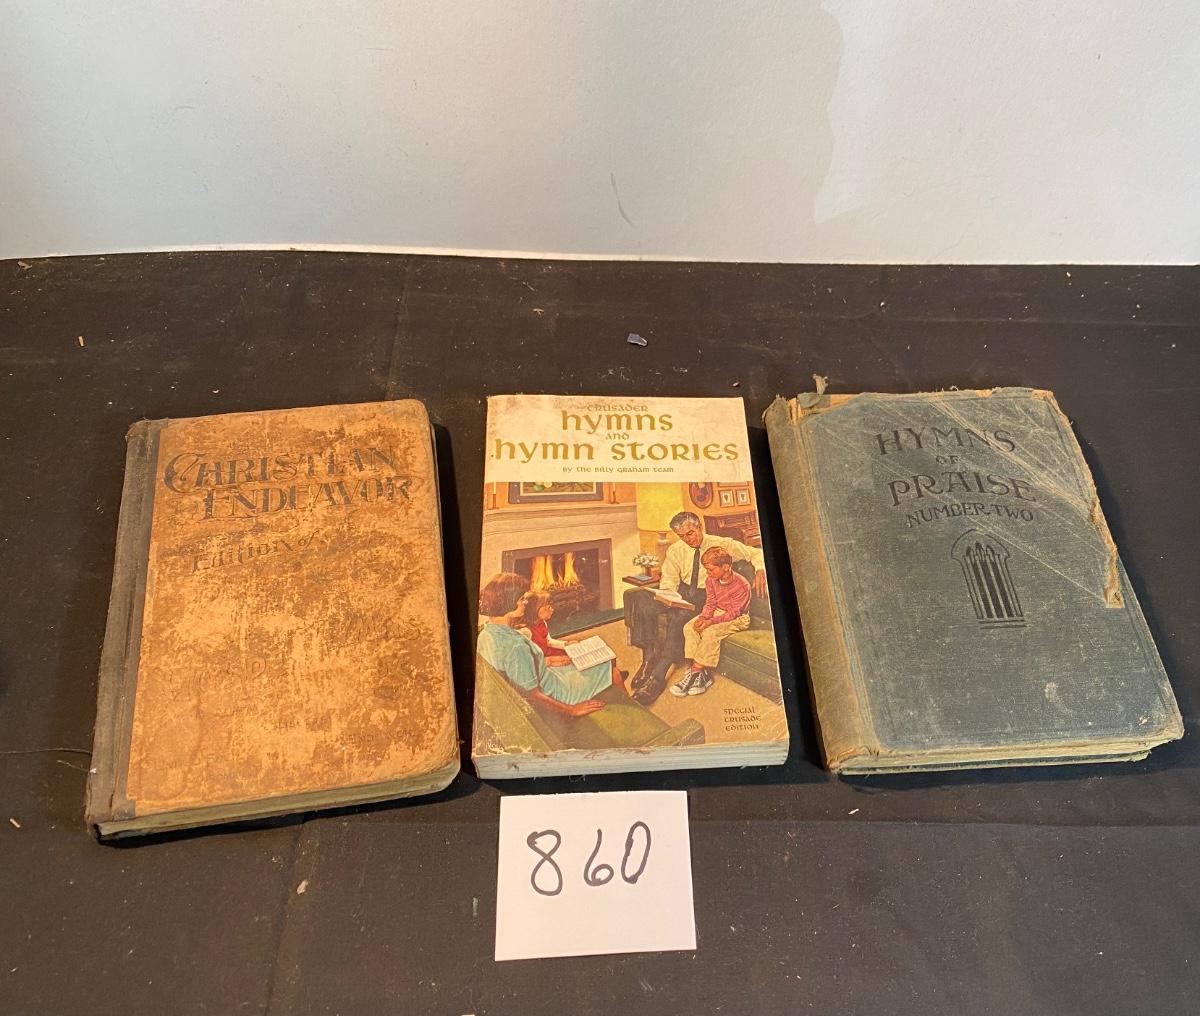 CHRISTIAN
ENDEAVOR
Edition of
CRUSADER
hymns
and
hymn stories
by the Billy Graham team
special
crusade
edition
HYMNS
OF
PRAISE
NUMBER TWO
860